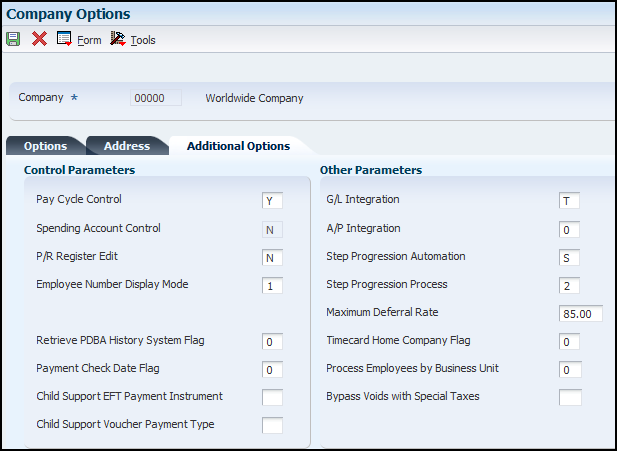 Company Options
Form Tools
Company * 00000 Worldwide Company
Options Address Additional Options
Control Parameters Other Parameters
Pay Cycle Control Y G/L Integration T
Spending Account Control N A/P Integration 0
P/R Register Edit N Step Progression Automation S
Employee Number Display Mode 1 Step Progression Process 2
Maximum Deferral Rate 85.00
Retrieve PDBA History System Flag 0 Timecard Home Company Flag 0
Payment Check Date Flag 0 Process Employees by Business Unit 0
Child Support EFT Payment Instrument Bypass Voids with Special Taxes
Child Support Voucher Payment Type